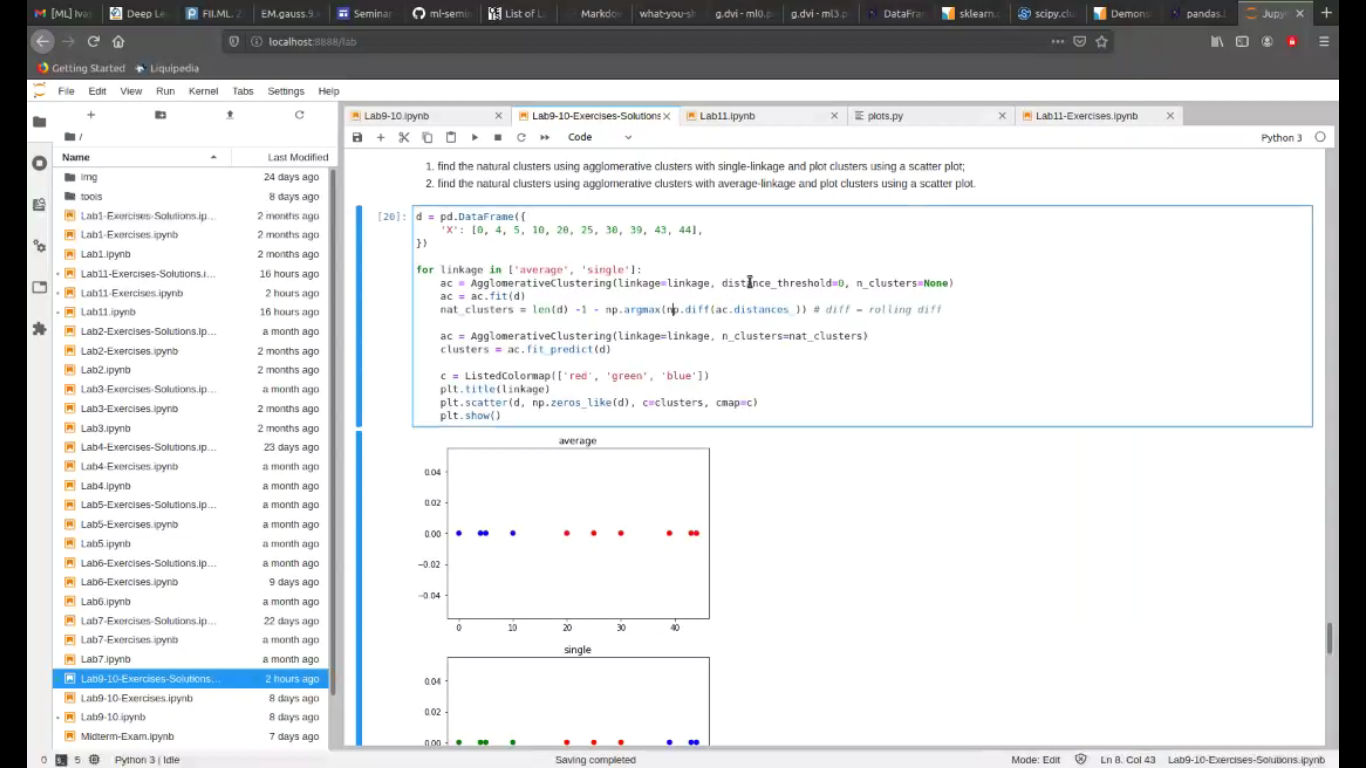 [ML] Iva
Deep Le
FII.ML.
EM.gauss.9.
Seminar
ml-semi
List of L
Markdo
what-you-sh
g.dvi - ml0.p
g.dvi - ml3.p
DataFra
sklearn.c
scipy.clu
Demons
pandas.
Jupy
localhost:8888/lab
Getting Started
Liquipedia
File Edit View Run Kernel Tabs Settings Help
Lab9-10.ipynb
Lab9-10-Exercises-Solutions
Lab11.ipynb
plots.py
Lab11-Exercises.ipynb
Code
Python 3
/
Name Last Modified
img 24 days ago
tools 8 days ago
Lab1-Exercises-Solutions.ip... 2 months ago
Lab1-Exercises.ipynb 2 months ago
Lab1.ipynb 2 months ago
Lab11-Exercises-Solutions.i... 16 hours ago
Lab11-Exercises.ipynb 2 hours ago
Lab11.ipynb 16 hours ago
Lab2-Exercises-Solutions.ip... 2 months ago
Lab2-Exercises.ipynb 2 months ago
Lab2.ipynb 2 months ago
Lab3-Exercises-Solutions.ip... a month ago
Lab3-Exercises.ipynb 2 months ago
Lab3.ipynb 2 months ago
Lab4-Exercises-Solutions.ip... 23 days ago
Lab4-Exercises.ipynb a month ago
Lab4.ipynb a month ago
Lab5-Exercises-Solutions.ip... a month ago
Lab5-Exercises.ipynb a month ago
Lab5.ipynb a month ago
Lab6-Exercises-Solutions.ip... a month ago
Lab6-Exercises.ipynb 9 days ago
Lab6.ipynb a month ago
Lab7-Exercises-Solutions.ip... 22 days ago
Lab7-Exercises.ipynb a month ago
Lab7.ipynb a month ago
Lab9-10-Exercises-Solutions... 2 hours ago
Lab9-10-Exercises.ipynb 8 days ago
Lab9-10.ipynb 8 days ago
Midterm-Exam.ipynb 7 days ago
1. find the natural clusters using agglomerative clusters with single-linkage and plot clusters using a scatter plot;
2. find the natural clusters using agglomerative clusters with average-linkage and plot clusters using a scatter plot.
[20]: d = pd.DataFrame({
'X': [0, 4, 5, 10, 20, 25, 30, 39, 43, 44],
})
for linkage in ['average', 'single']:
ac = AgglomerativeClustering(linkage=linkage, distance_threshold=0, n_clusters=None)
ac = ac.fit(d)
nat_clusters = len(d) -1 - np.argmax(np.diff(ac.distances_)) # diff = rolling diff
ac = AgglomerativeClustering(linkage=linkage, n_clusters=nat_clusters)
clusters = ac.fit_predict(d)
c = ListedColormap(['red', 'green', 'blue'])
plt.title(linkage)
plt.scatter(d, np.zeros_like(d), c=clusters, cmap=c)
plt.show()
average
0.04
0.02
0.00
−0.02
−0.04
0 10 20 30 40
single
0.04
0.02
0.00
0 5 Python 3 | Idle Saving completed Mode: Edit Ln 8, Col 43 Lab9-10-Exercises-Solutions.ipynb